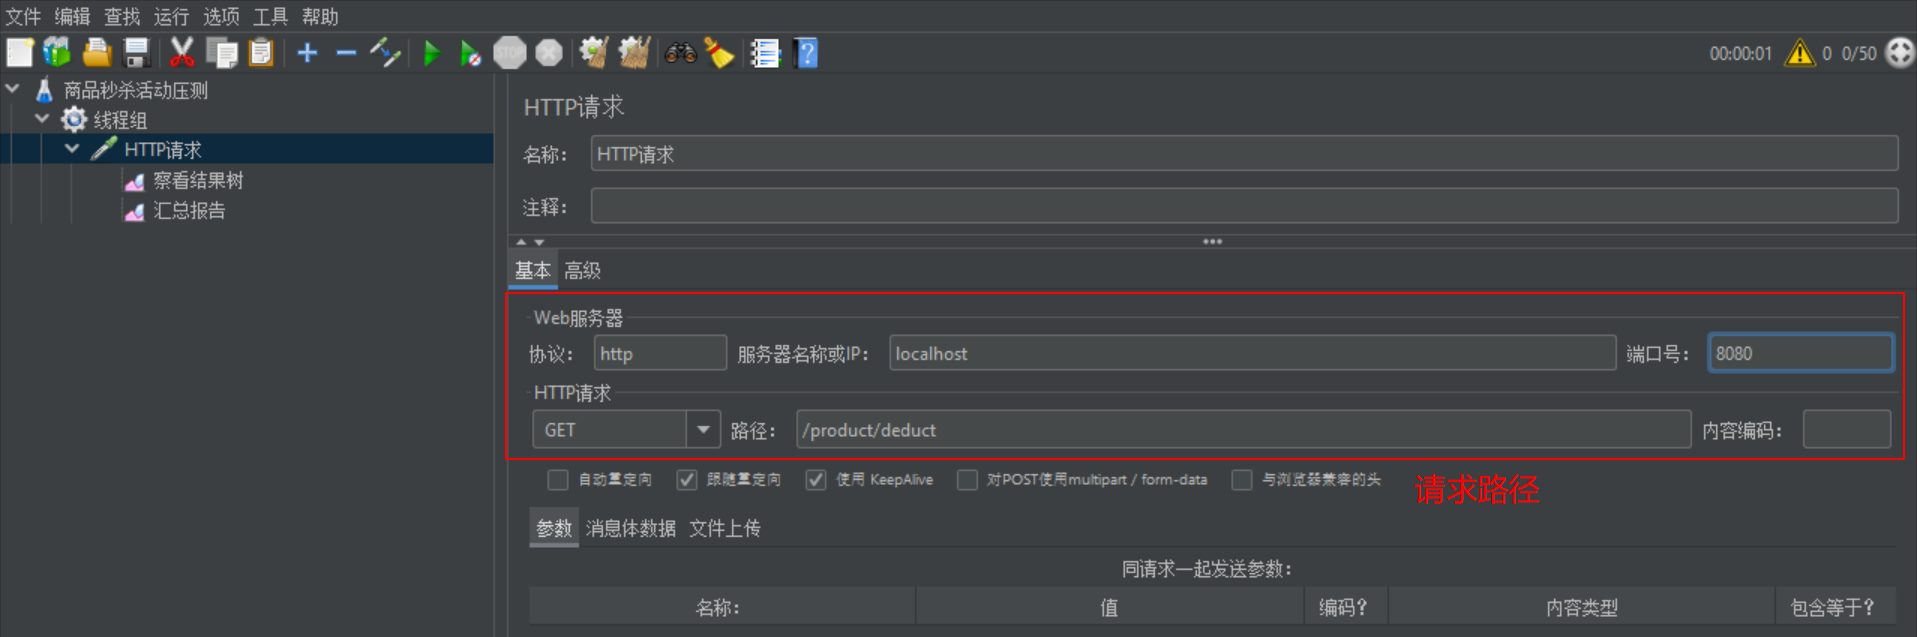 文件 编辑 查找 运行 选项 工具 帮助
STOP 00:00:01 0 0/50
商品秒杀活动压测
线程组
HTTP请求
察看结果树
汇总报告
HTTP请求
名称： HTTP请求
注释：
基本 高级
Web服务器
协议： http 服务器名称或IP： localhost 端口号： 8080
HTTP请求
GET 路径： /product/deduct 内容编码：
自动重定向 跟随重定向 使用 KeepAlive 对POST使用multipart / form-data 与浏览器兼容的头
请求路径
参数 消息体数据 文件上传
同请求一起发送参数：
名称： 值 编码？ 内容类型 包含等于？